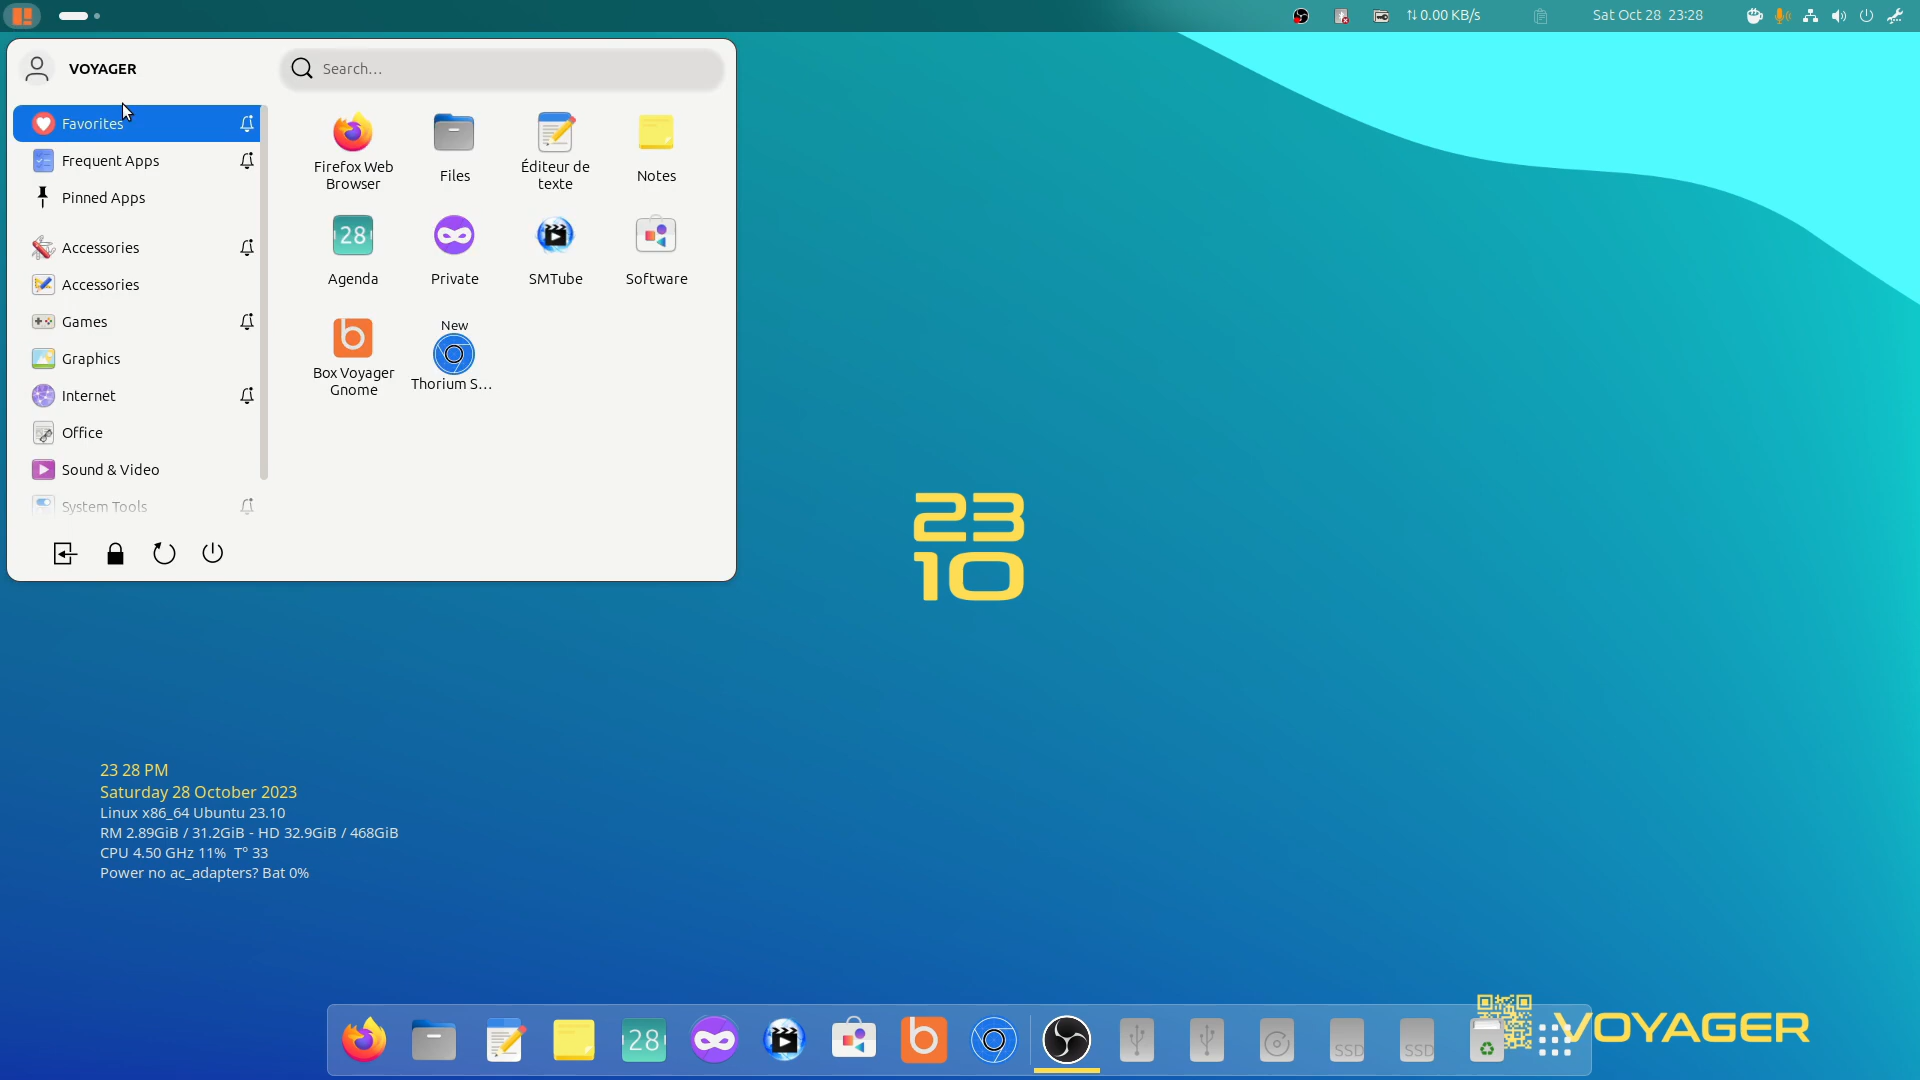 0.00 KB/s
Sat Oct 28 23:28
VOYAGER
Search...
Favorites
Frequent Apps
Pinned Apps
Accessories
Accessories
Games
Graphics
Internet
Office
Sound & Video
System Tools
Firefox Web
Browser
Files
Éditeur de
texte
Notes
28
Agenda
Private
SMTube
Software
Box Voyager
Gnome
New
Thorium S...
23
10
23 28 PM
Saturday 28 October 2023
Linux x86_64 Ubuntu 23.10
RM 2.89GiB / 31.2GiB - HD 32.9GiB / 468GiB
CPU 4.50 GHz 11% T° 33
Power no ac_adapters? Bat 0%
28
SSD
SSD
VOYAGER